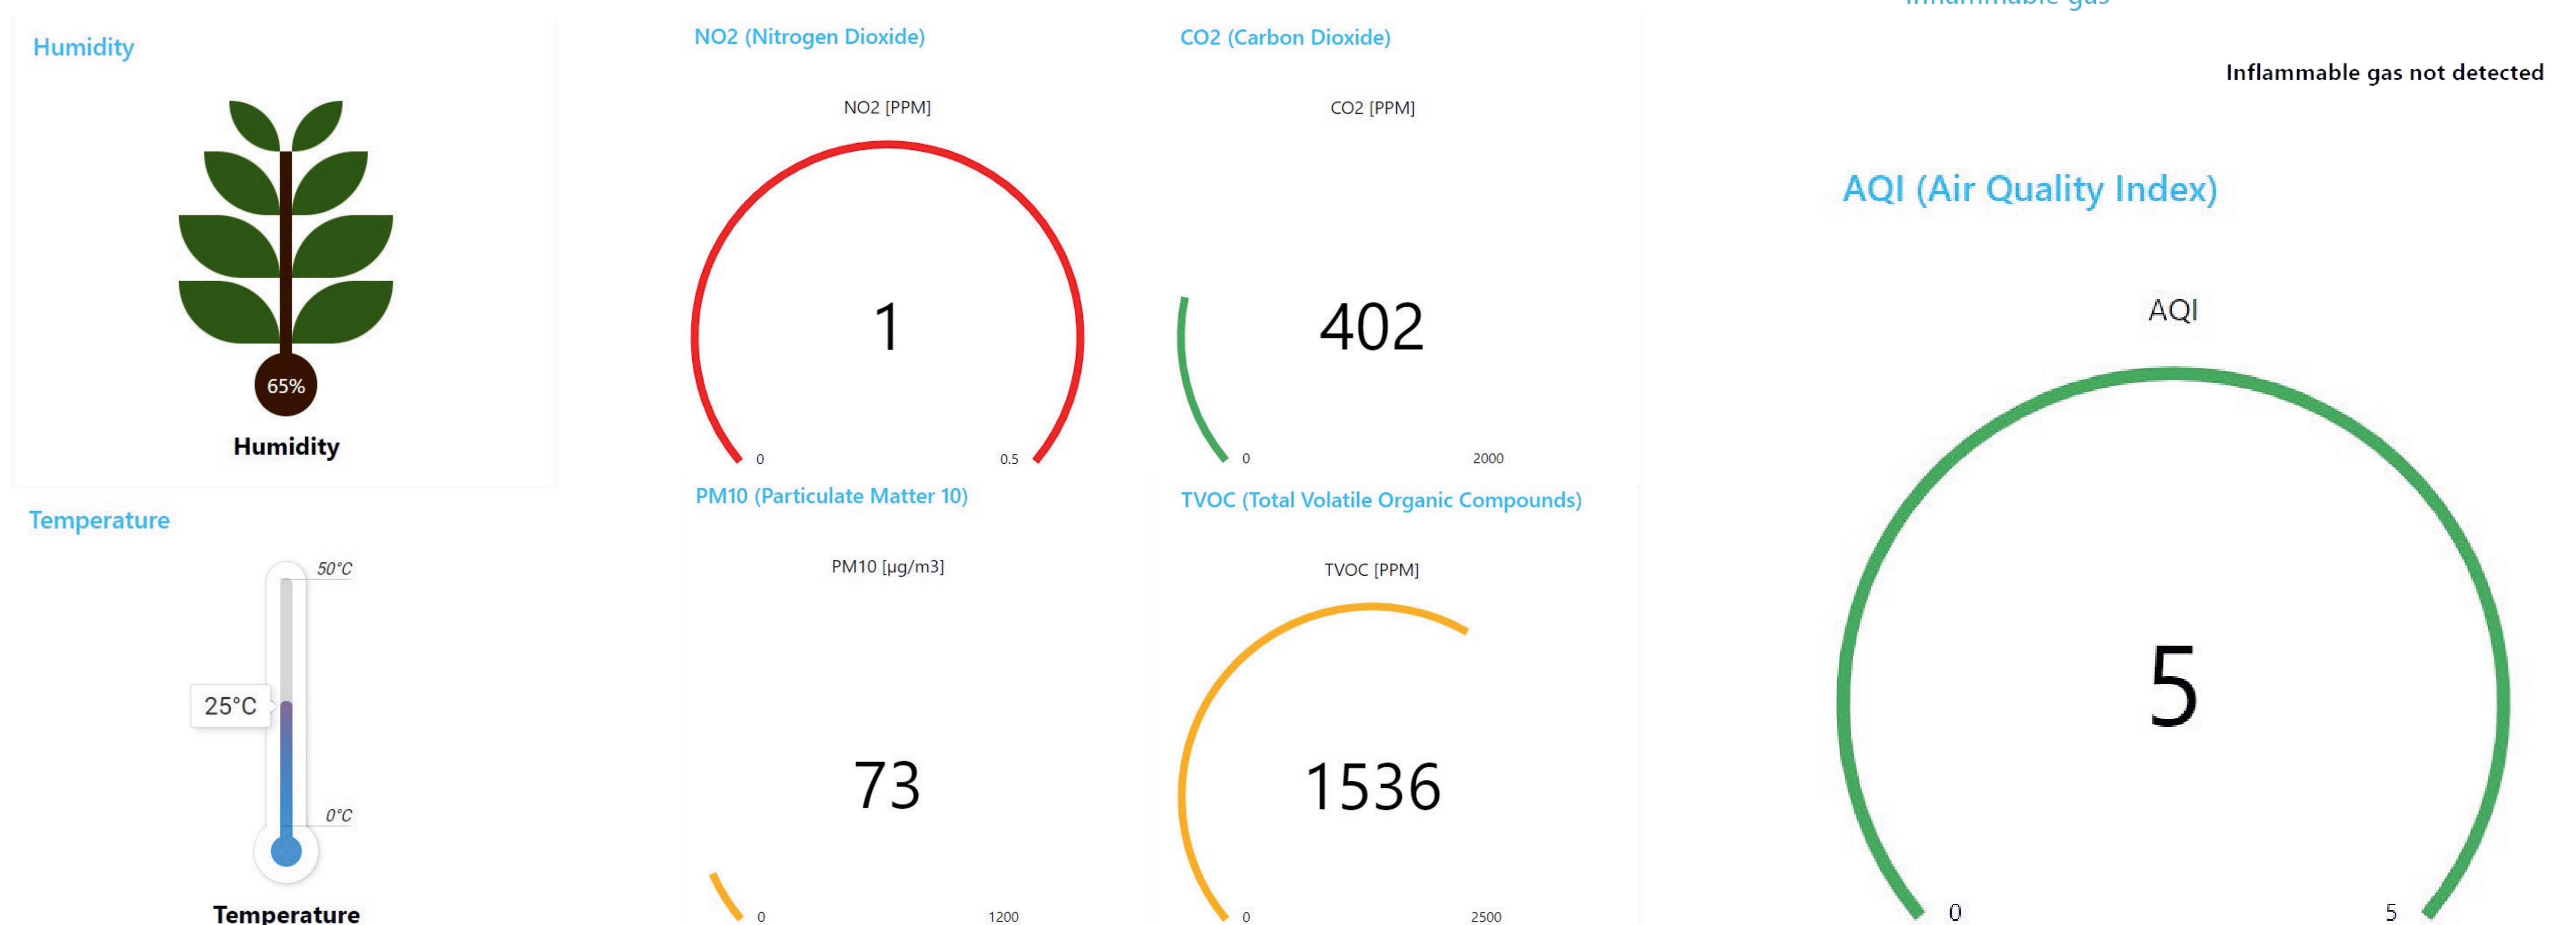 Humidity
65%
Humidity
Temperature
50°C
25°C
0°C
Temperature
NO2 (Nitrogen Dioxide)
NO2 [PPM]
1
0
0.5
CO2 (Carbon Dioxide)
CO2 [PPM]
402
0
2000
PM10 (Particulate Matter 10)
PM10 [µg/m3]
73
0
1200
TVOC (Total Volatile Organic Compounds)
TVOC [PPM]
1536
0
2500
Inflammable gas
Inflammable gas not detected
AQI (Air Quality Index)
AQI
5
0
5